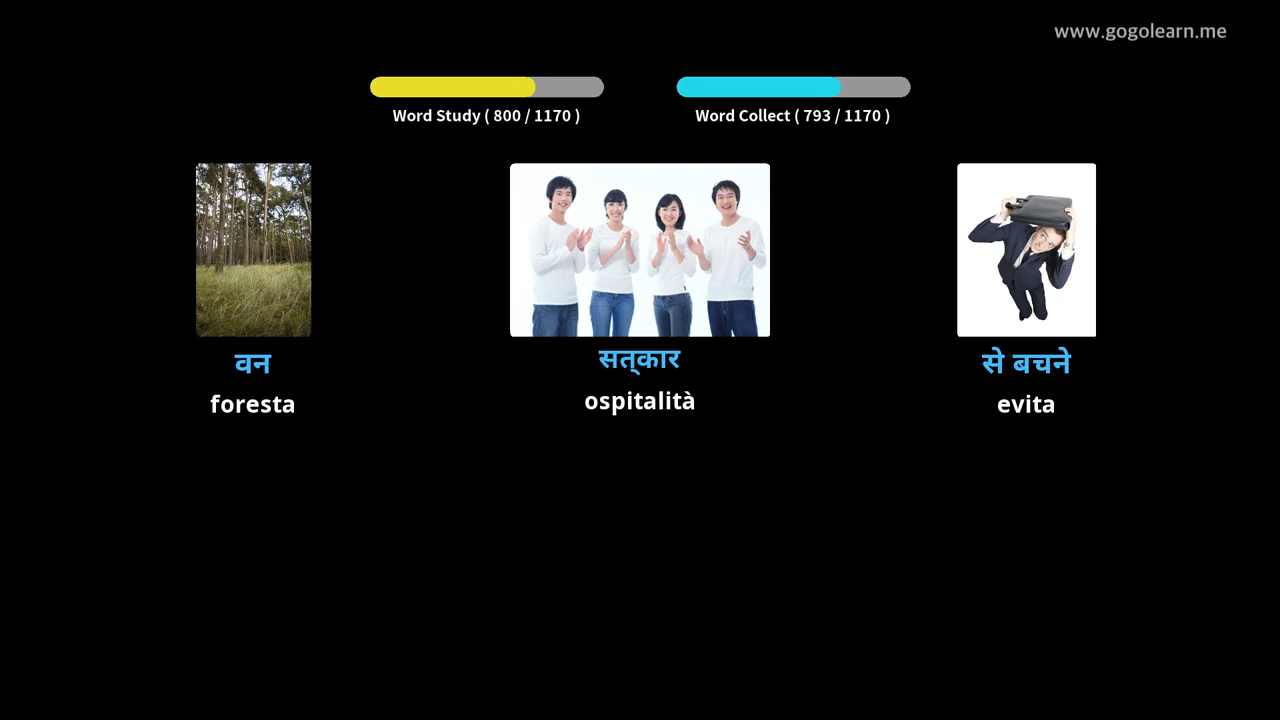 www.gogolearn.me
Word Study ( 800 / 1170 )
Word Collect ( 793 / 1170 )
वन
foresta
सत्‌कार
ospitalità
से बचने
evita